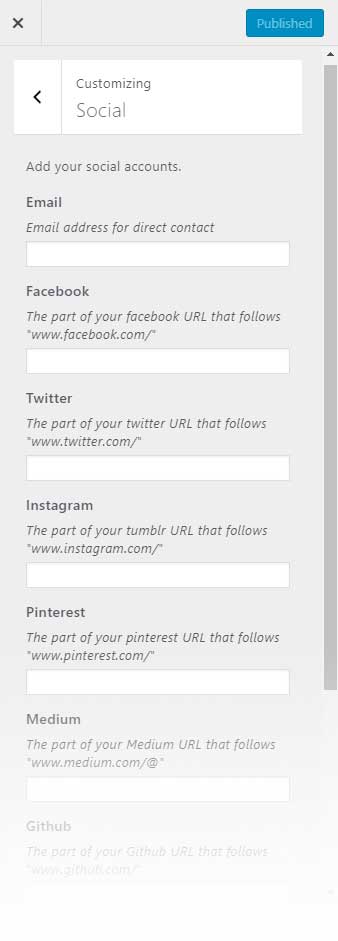 Published
Customizing
Social
Add your social accounts.
Email
Email address for direct contact
Facebook
The part of your facebook URL that follows
"www.facebook.com/"
Twitter
The part of your twitter URL that follows
"www.twitter.com/"
Instagram
The part of your tumblr URL that follows
"www.instagram.com/"
Pinterest
The part of your pinterest URL that follows
"www.pinterest.com/"
Medium
The part of your Medium URL that follows
"www.medium.com/@"
Github
The part of your Github URL that follows
"www.github.com/"